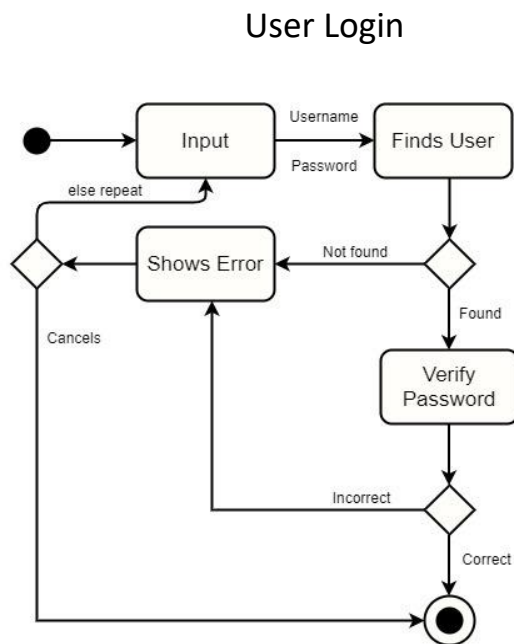 User Login
Username
Input
Finds User
Password
else repeat
Not found
Shows Error
Found
Cancels
Verify
Password
Incorrect
Correct